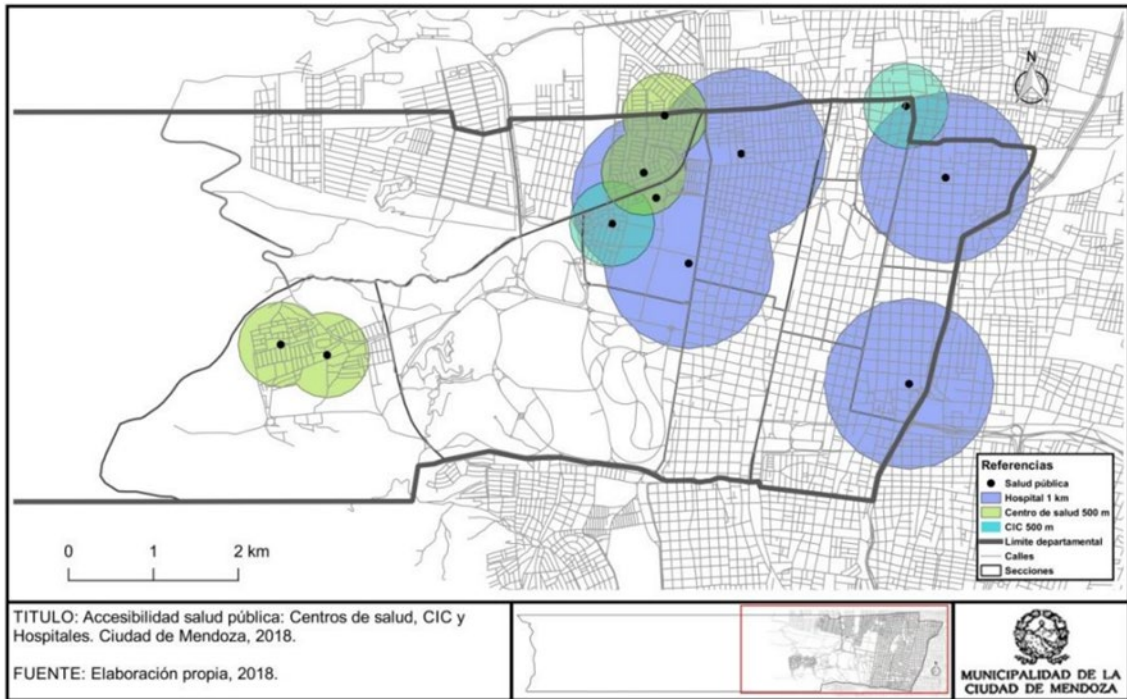 N
Referencias
Salud pública
Hospital 1 km
Centro de salud 500 m
CIC 500 m
Límite departamental
Calles
Secciones
0 1 2 km
TITULO: Accesibilidad salud pública: Centros de salud, CIC y
Hospitales. Ciudad de Mendoza, 2018.
FUENTE: Elaboración propia, 2018.
MUNICIPALIDAD DE LA
CIUDAD DE MENDOZA